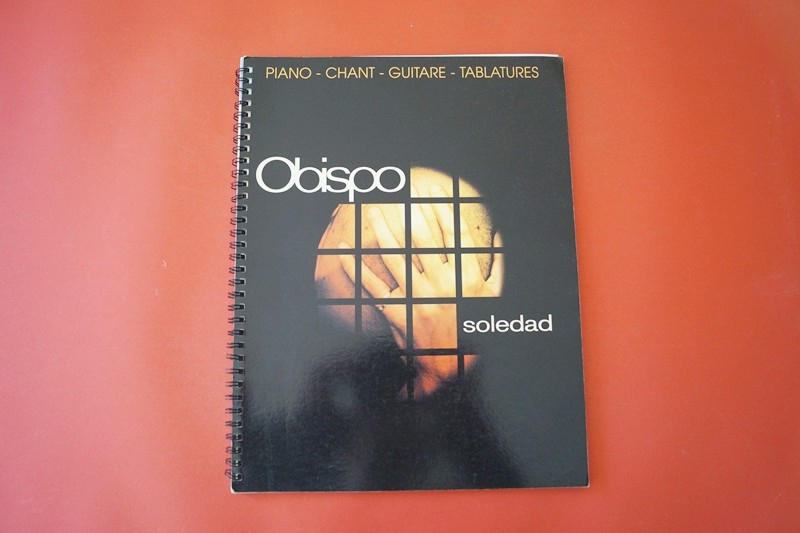 PIANO - CHANT - GUITARE - TABLATURES
Obispo
soledad